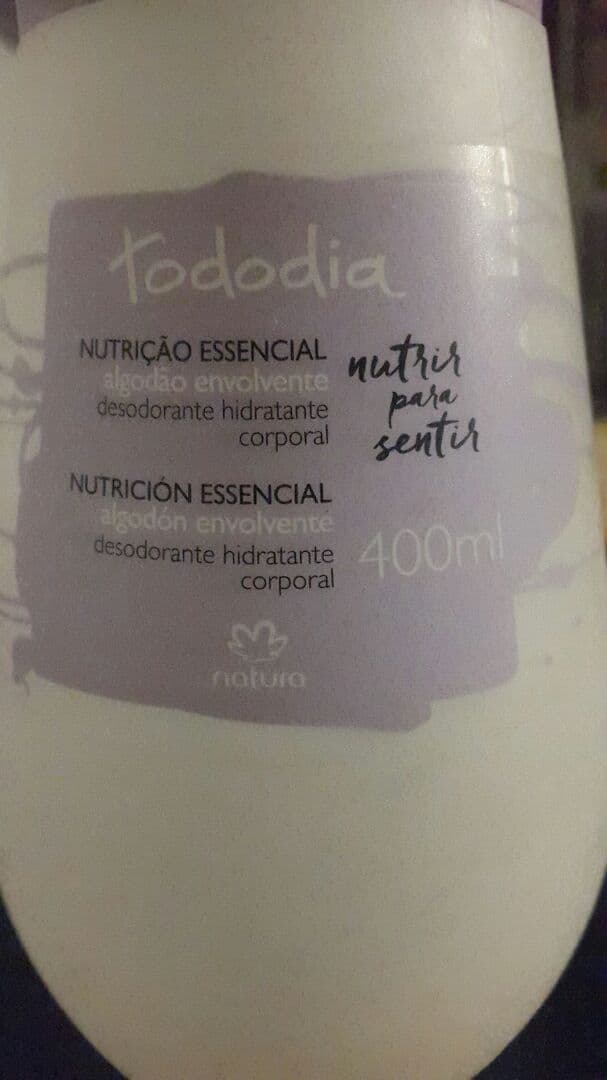 tododia
NUTRIÇÃO ESSENCIAL
algodão envolvente
desodorante hidratante
corporal
nutrir
para
sentir
NUTRICIÓN ESSENCIAL
algodón envolvente
desodorante hidratante
corporal
400ml
natura